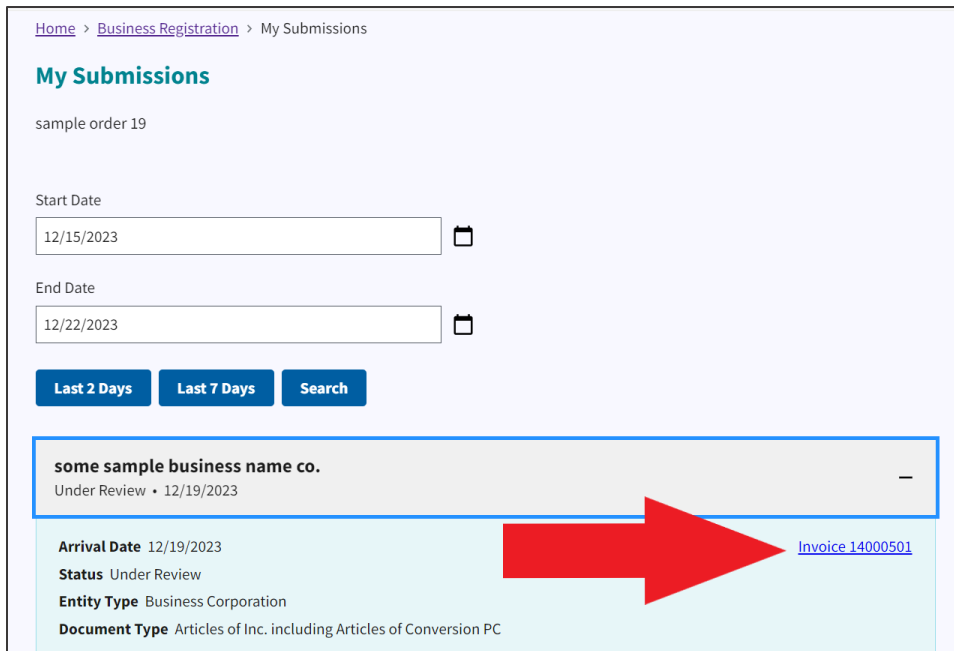 Home > Business Registration > My Submissions
My Submissions
sample order 19
Start Date
12/15/2023
End Date
12/22/2023
Last 2 Days Last 7 Days Search
some sample business name co.
Under Review • 12/19/2023
Arrival Date 12/19/2023 Invoice 14000501
Status Under Review
Entity Type Business Corporation
Document Type Articles of Inc. including Articles of Conversion PC